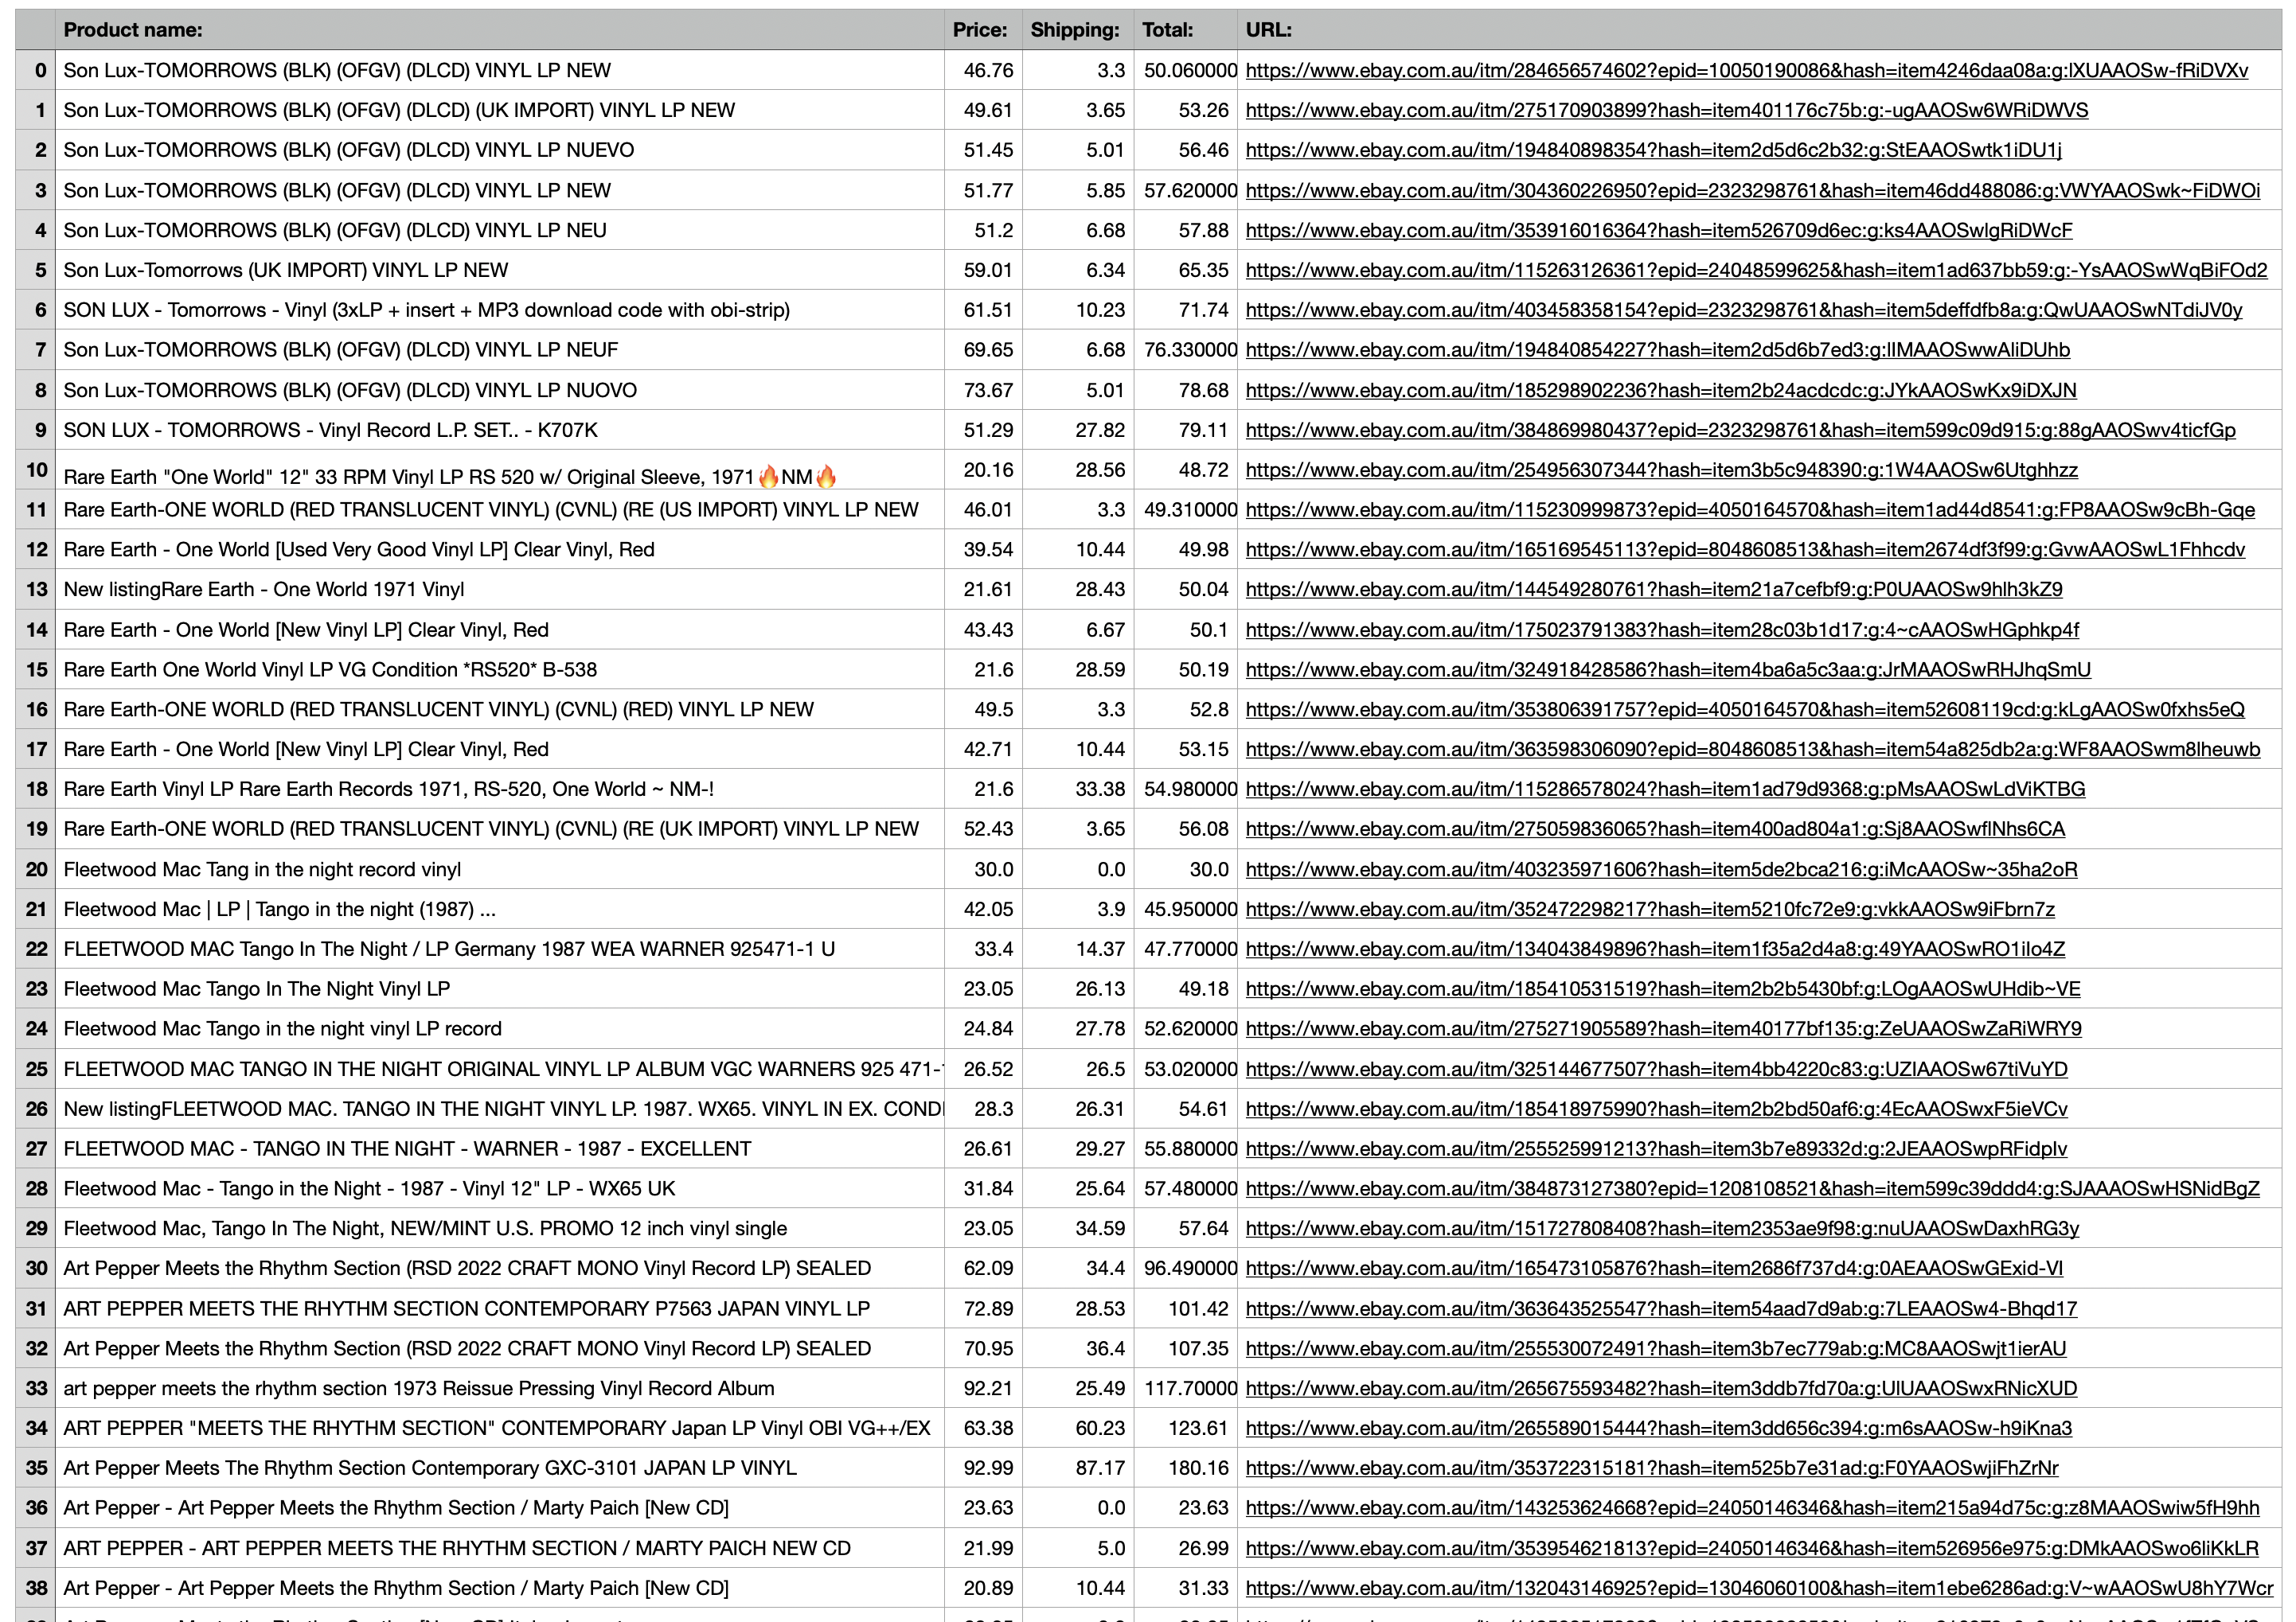 Product name: Price: Shipping: Total: URL:
0 Son Lux-TOMORROWS (BLK) (OFGV) (DLCD) VINYL LP NEW 46.76 3.3 50.060000 https://www.ebay.com.au/itm/284656574602?epid=10050190086&hash=item4246daa08a:g:lXUAAOSw-fRiDVXv
1 Son Lux-TOMORROWS (BLK) (OFGV) (DLCD) (UK IMPORT) VINYL LP NEW 49.61 3.65 53.26 https://www.ebay.com.au/itm/275170903899?hash=item401176c75b:g:-ugAAOSw6WRiDWVS
2 Son Lux-TOMORROWS (BLK) (OFGV) (DLCD) VINYL LP NUEVO 51.45 5.01 56.46 https://www.ebay.com.au/itm/194840898354?hash=item2d5d6c2b32:g:StEAAOSwtk1iDU1j
3 Son Lux-TOMORROWS (BLK) (OFGV) (DLCD) VINYL LP NEW 51.77 5.85 57.620000 https://www.ebay.com.au/itm/304360226950?epid=2323298761&hash=item46dd488086:g:VWYAAOSwk~FiDWOi
4 Son Lux-TOMORROWS (BLK) (OFGV) (DLCD) VINYL LP NEU 51.2 6.68 57.88 https://www.ebay.com.au/itm/353916016364?hash=item526709d6ec:g:ks4AAOSwlgRiDWcF
5 Son Lux-Tomorrows (UK IMPORT) VINYL LP NEW 59.01 6.34 65.35 https://www.ebay.com.au/itm/115263126361?epid=24048599625&hash=item1ad637bb59:g:-YsAAOSwWqBiFOd2
6 SON LUX - Tomorrows - Vinyl (3xLP + insert + MP3 download code with obi-strip) 61.51 10.23 71.74 https://www.ebay.com.au/itm/403458358154?epid=2323298761&hash=item5deffdfb8a:g:QwUAAOSwNTdiJV0y
7 Son Lux-TOMORROWS (BLK) (OFGV) (DLCD) VINYL LP NEUF 69.65 6.68 76.330000 https://www.ebay.com.au/itm/194840854227?hash=item2d5d6b7ed3:g:lIMAAOSwwAliDUhb
8 Son Lux-TOMORROWS (BLK) (OFGV) (DLCD) VINYL LP NUOVO 73.67 5.01 78.68 https://www.ebay.com.au/itm/185298902236?hash=item2b24acdcdc:g:JYkAAOSwKx9iDXJN
9 SON LUX - TOMORROWS - Vinyl Record L.P. SET.. - K707K 51.29 27.82 79.11 https://www.ebay.com.au/itm/384869980437?epid=2323298761&hash=item599c09d915:g:88gAAOSwv4ticfGp
10 Rare Earth "One World" 12" 33 RPM Vinyl LP RS 520 w/ Original Sleeve, 1971🔥NM🔥 20.16 28.56 48.72 https://www.ebay.com.au/itm/254956307344?hash=item3b5c948390:g:1W4AAOSw6Utghhzz
11 Rare Earth-ONE WORLD (RED TRANSLUCENT VINYL) (CVNL) (RE (US IMPORT) VINYL LP NEW 46.01 3.3 49.310000 https://www.ebay.com.au/itm/115230999873?epid=4050164570&hash=item1ad44d8541:g:FP8AAOSw9cBh-Gqe
12 Rare Earth - One World [Used Very Good Vinyl LP] Clear Vinyl, Red 39.54 10.44 49.98 https://www.ebay.com.au/itm/165169545113?epid=8048608513&hash=item2674df3f99:g:GvwAAOSwL1Fhhcdv
13 New listingRare Earth - One World 1971 Vinyl 21.61 28.43 50.04 https://www.ebay.com.au/itm/144549280761?hash=item21a7cefbf9:g:P0UAAOSw9hlh3kZ9
14 Rare Earth - One World [New Vinyl LP] Clear Vinyl, Red 43.43 6.67 50.1 https://www.ebay.com.au/itm/175023791383?hash=item28c03b1d17:g:4~cAAOSwHGphkp4f
15 Rare Earth One World Vinyl LP VG Condition *RS520* B-538 21.6 28.59 50.19 https://www.ebay.com.au/itm/324918428586?hash=item4ba6a5c3aa:g:JrMAAOSwRHJhqSmU
16 Rare Earth-ONE WORLD (RED TRANSLUCENT VINYL) (CVNL) (RED) VINYL LP NEW 49.5 3.3 52.8 https://www.ebay.com.au/itm/353806391757?epid=4050164570&hash=item52608119cd:g:kLgAAOSw0fxhs5eQ
17 Rare Earth - One World [New Vinyl LP] Clear Vinyl, Red 42.71 10.44 53.15 https://www.ebay.com.au/itm/363598306090?epid=8048608513&hash=item54a825db2a:g:WF8AAOSwm8lheuwb
18 Rare Earth Vinyl LP Rare Earth Records 1971, RS-520, One World ~ NM-! 21.6 33.38 54.980000 https://www.ebay.com.au/itm/115286578024?hash=item1ad79d9368:g:pMsAAOSwLdViKTBG
19 Rare Earth-ONE WORLD (RED TRANSLUCENT VINYL) (CVNL) (RE (UK IMPORT) VINYL LP NEW 52.43 3.65 56.08 https://www.ebay.com.au/itm/275059836065?hash=item400ad804a1:g:Sj8AAOSwflNhs6CA
20 Fleetwood Mac Tang in the night record vinyl 30.0 0.0 30.0 https://www.ebay.com.au/itm/403235971606?hash=item5de2bca216:g:iMcAAOSw~35ha2oR
21 Fleetwood Mac | LP | Tango in the night (1987) ... 42.05 3.9 45.950000 https://www.ebay.com.au/itm/352472298217?hash=item5210fc72e9:g:vkkAAOSw9iFbrn7z
22 FLEETWOOD MAC Tango In The Night / LP Germany 1987 WEA WARNER 925471-1 U 33.4 14.37 47.770000 https://www.ebay.com.au/itm/134043849896?hash=item1f35a2d4a8:g:49YAAOSwRO1ilo4Z
23 Fleetwood Mac Tango In The Night Vinyl LP 23.05 26.13 49.18 https://www.ebay.com.au/itm/185410531519?hash=item2b2b5430bf:g:LOgAAOSwUHdib~VE
24 Fleetwood Mac Tango in the night vinyl LP record 24.84 27.78 52.620000 https://www.ebay.com.au/itm/275271905589?hash=item40177bf135:g:ZeUAAOSwZaRiWRY9
25 FLEETWOOD MAC TANGO IN THE NIGHT ORIGINAL VINYL LP ALBUM VGC WARNERS 925 471- 26.52 26.5 53.020000 https://www.ebay.com.au/itm/325144677507?hash=item4bb4220c83:g:UZlAAOSw67tiVuYD
26 New listingFLEETWOOD MAC. TANGO IN THE NIGHT VINYL LP. 1987. WX65. VINYL IN EX. CONDI 28.3 26.31 54.61 https://www.ebay.com.au/itm/185418975990?hash=item2b2bd50af6:g:4EcAAOSwxF5ieVCv
27 FLEETWOOD MAC - TANGO IN THE NIGHT - WARNER - 1987 - EXCELLENT 26.61 29.27 55.880000 https://www.ebay.com.au/itm/255525991213?hash=item3b7e89332d:g:2JEAAOSwpRFidplv
28 Fleetwood Mac - Tango in the Night - 1987 - Vinyl 12" LP - WX65 UK 31.84 25.64 57.480000 https://www.ebay.com.au/itm/384873127380?epid=1208108521&hash=item599c39ddd4:g:SJAAAOSwHSNidBgZ
29 Fleetwood Mac, Tango In The Night, NEW/MINT U.S. PROMO 12 inch vinyl single 23.05 34.59 57.64 https://www.ebay.com.au/itm/151727808408?hash=item2353ae9f98:g:nuUAAOSwDaxhRG3y
30 Art Pepper Meets the Rhythm Section (RSD 2022 CRAFT MONO Vinyl Record LP) SEALED 62.09 34.4 96.490000 https://www.ebay.com.au/itm/165473105876?hash=item2686f737d4:g:0AEAAOSwGExid-VI
31 ART PEPPER MEETS THE RHYTHM SECTION CONTEMPORARY P7563 JAPAN VINYL LP 72.89 28.53 101.42 https://www.ebay.com.au/itm/363643525547?hash=item54aad7d9ab:g:7LEAAOSw4-Bhqd17
32 Art Pepper Meets the Rhythm Section (RSD 2022 CRAFT MONO Vinyl Record LP) SEALED 70.95 36.4 107.35 https://www.ebay.com.au/itm/255530072491?hash=item3b7ec779ab:g:MC8AAOSwjt1ierAU
33 art pepper meets the rhythm section 1973 Reissue Pressing Vinyl Record Album 92.21 25.49 117.70000 https://www.ebay.com.au/itm/265675593482?hash=item3ddb7fd70a:g:UlUAAOSwxRNicXUD
34 ART PEPPER "MEETS THE RHYTHM SECTION" CONTEMPORARY Japan LP Vinyl OBI VG++/EX 63.38 60.23 123.61 https://www.ebay.com.au/itm/265589015444?hash=item3dd656c394:g:m6sAAOSw-h9iKna3
35 Art Pepper Meets The Rhythm Section Contemporary GXC-3101 JAPAN LP VINYL 92.99 87.17 180.16 https://www.ebay.com.au/itm/353722315181?hash=item525b7e31ad:g:F0YAAOSwjiFhZrNr
36 Art Pepper - Art Pepper Meets the Rhythm Section / Marty Paich [New CD] 23.63 0.0 23.63 https://www.ebay.com.au/itm/143253624668?epid=24050146346&hash=item215a94d75c:g:z8MAAOSwiw5fH9hh
37 ART PEPPER - ART PEPPER MEETS THE RHYTHM SECTION / MARTY PAICH NEW CD 21.99 5.0 26.99 https://www.ebay.com.au/itm/353954621813?epid=24050146346&hash=item526956e975:g:DMkAAOSwo6liKkLR
38 Art Pepper - Art Pepper Meets the Rhythm Section / Marty Paich [New CD] 20.89 10.44 31.33 https://www.ebay.com.au/itm/132043146925?epid=13046060100&hash=item1ebe6286ad:g:V~wAAOSwU8hY7Wcr